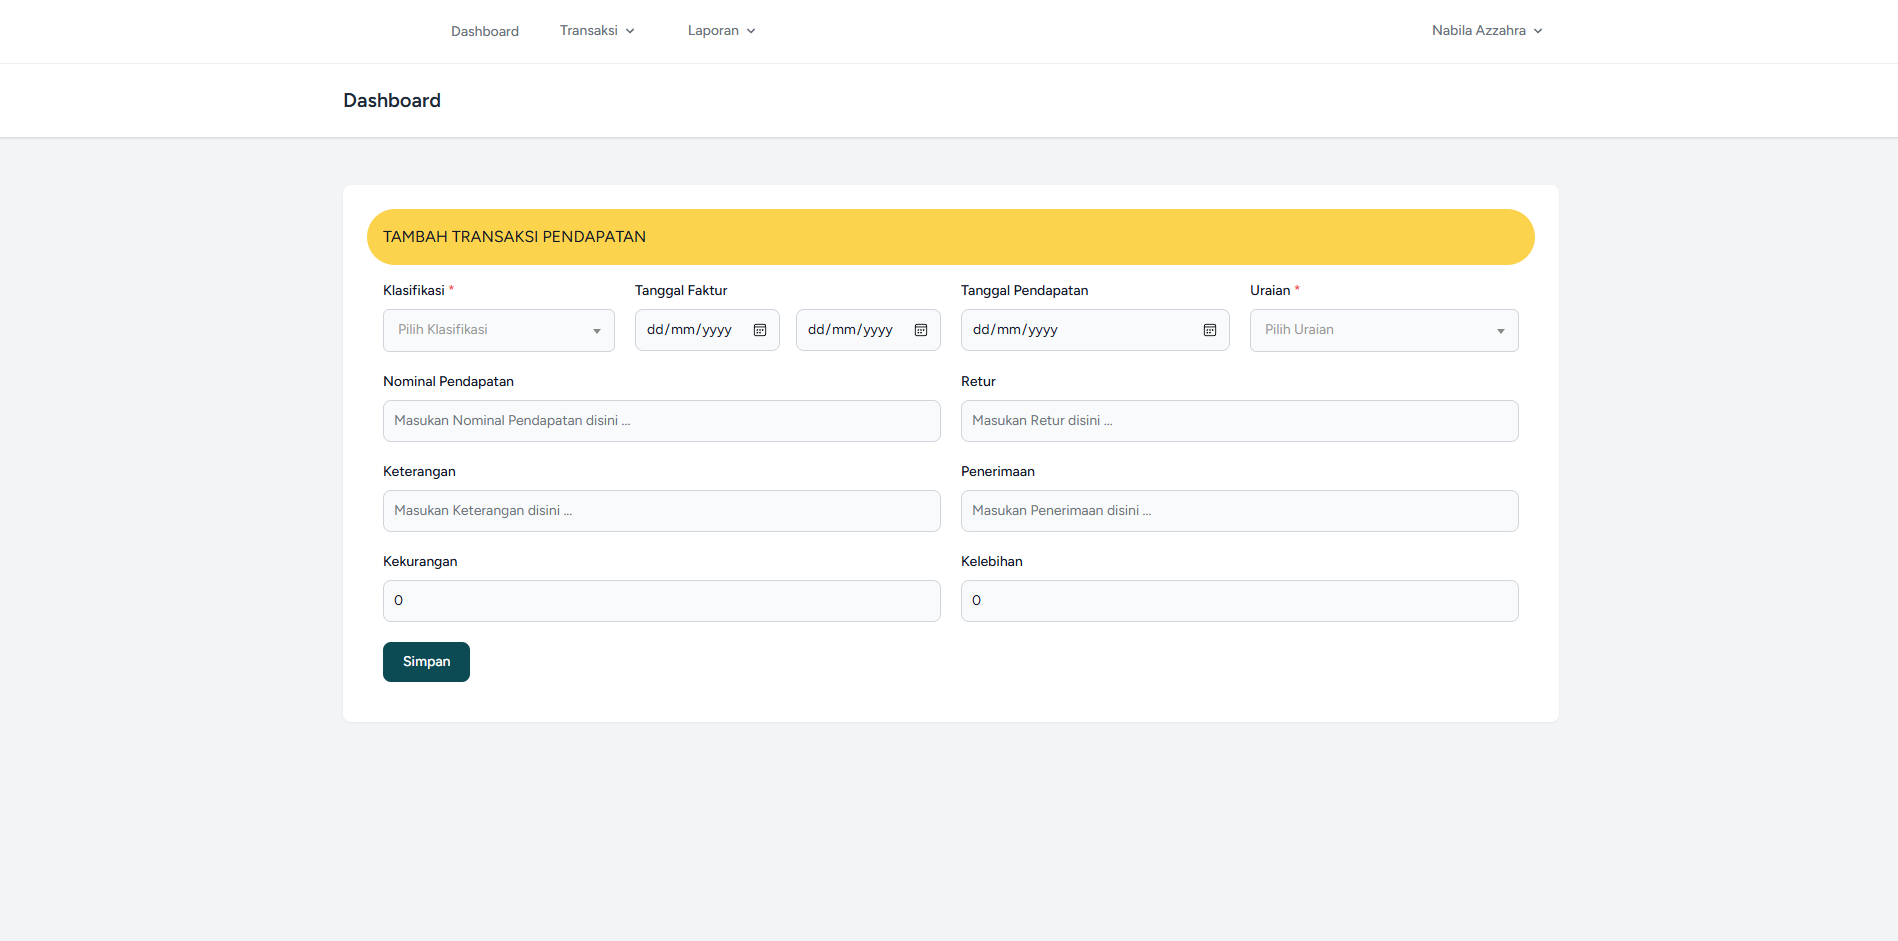 Dashboard Transaksi Laporan Nabila Azzahra
Dashboard
TAMBAH TRANSAKSI PENDAPATAN
Klasifikasi * Tanggal Faktur Tanggal Pendapatan Uraian *
Pilih Klasifikasi dd/mm/yyyy dd/mm/yyyy dd/mm/yyyy Pilih Uraian
Nominal Pendapatan Retur
Masukan Nominal Pendapatan disini ... Masukan Retur disini ...
Keterangan Penerimaan
Masukan Keterangan disini ... Masukan Penerimaan disini ...
Kekurangan Kelebihan
0 0
Simpan